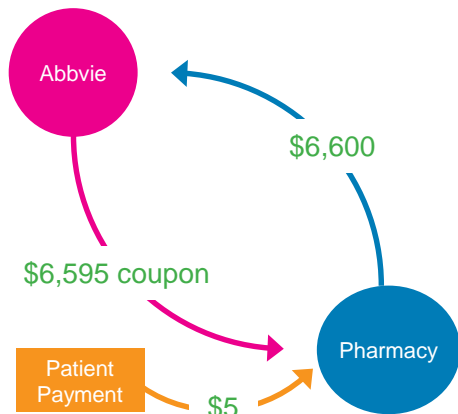 Abbvie
$6,600
$6,595 coupon
Pharmacy
Patient
Payment
$5